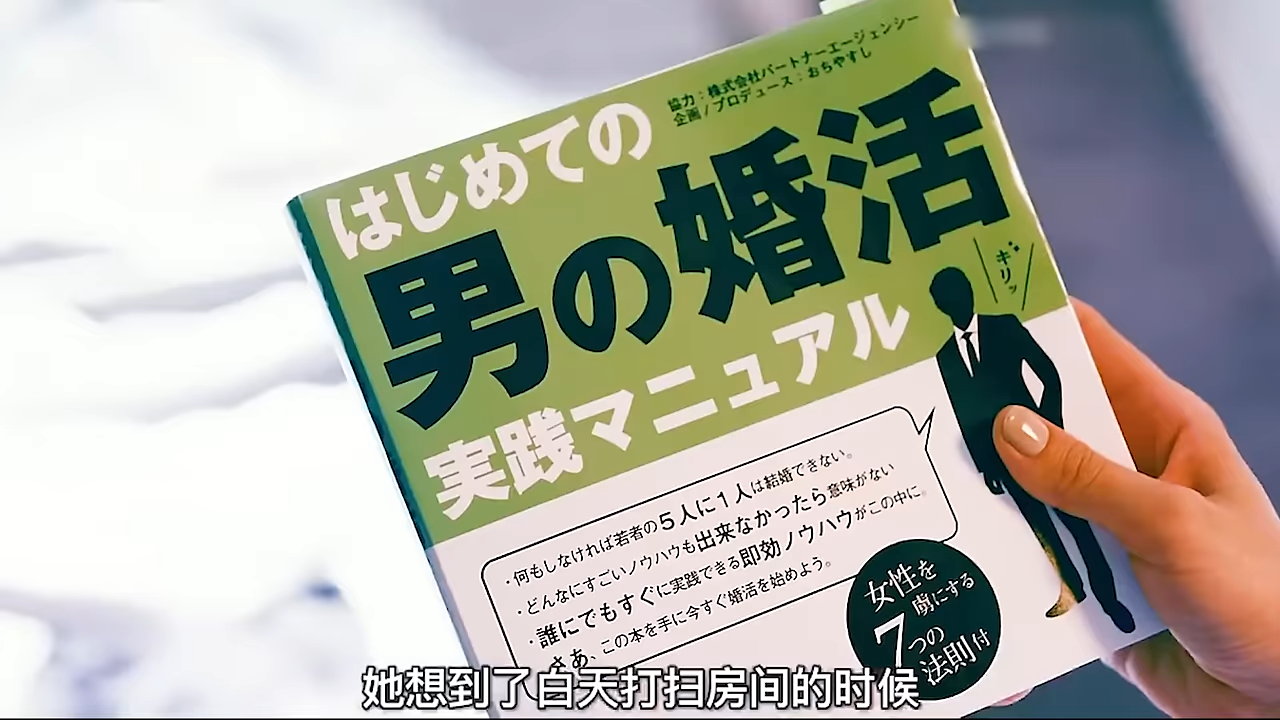 協力：株式会社パートナーエージェンシー
企画/プロデュース：おちやすし
はじめての
男の婚活
実践マニュアル
キリッ
・何もしなければ若者の5人に1人は結婚できない。
・どんなにすごいノウハウも出来なかったら意味がない
・誰にでもすぐに実践できる即効ノウハウがこの中に。
さあ、この本を手に今すぐ婚活を始めよう。
女性を
虜にする
7つの
法則付
她想到了白天打扫房间的时候